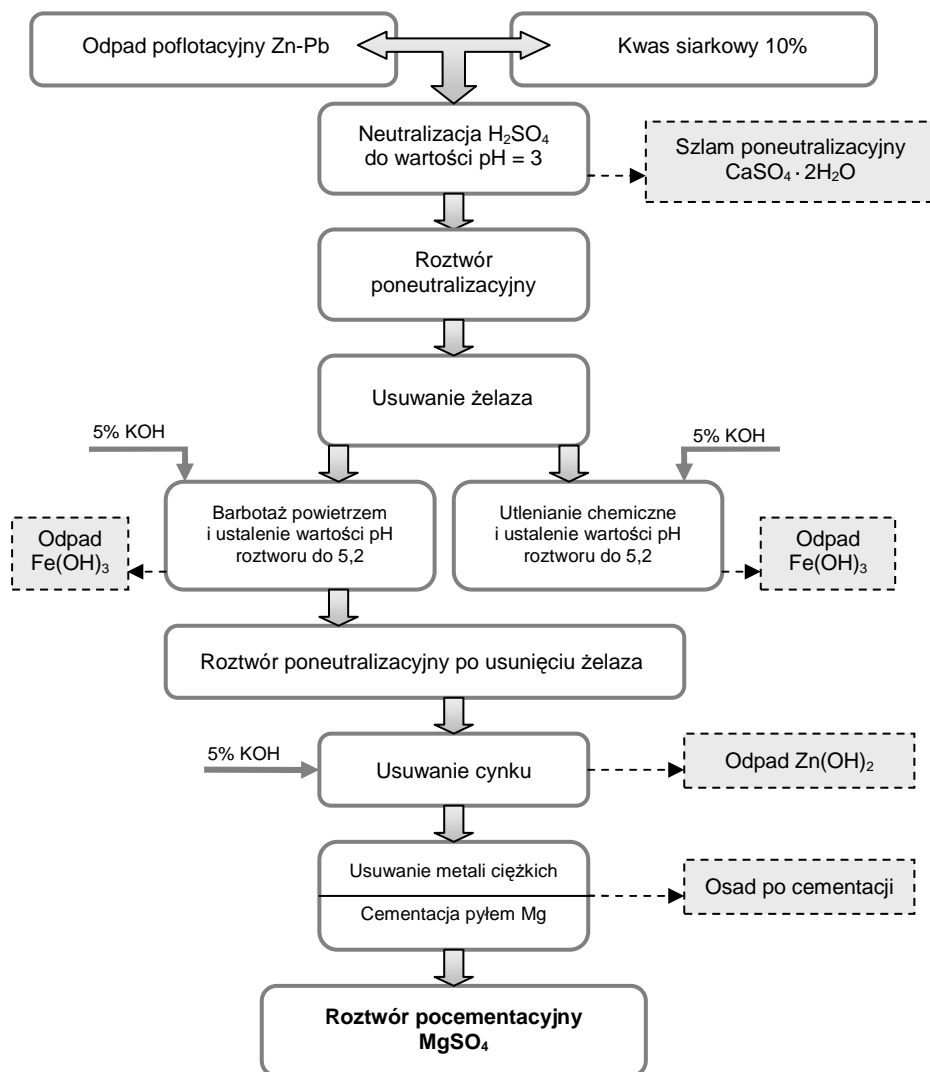 Odpad poflotacyjny Zn-Pb
Kwas siarkowy 10%
Neutralizacja H₂SO₄
do wartości pH = 3
Szlam poneutralizacyjny
CaSO₄ · 2H₂O
Roztwór
poneutralizacyjny
Usuwanie żelaza
5% KOH
5% KOH
Barbotaż powietrzem
i ustalenie wartości pH
roztworu do 5,2
Utlenianie chemiczne
i ustalenie wartości pH
roztworu do 5,2
Odpad
Fe(OH)₃
Odpad
Fe(OH)₃
Roztwór poneutralizacyjny po usunięciu żelaza
5% KOH
Usuwanie cynku
Odpad Zn(OH)₂
Usuwanie metali ciężkich
Cementacja pyłem Mg
Osad po cementacji
Roztwór pocementacyjny
MgSO₄